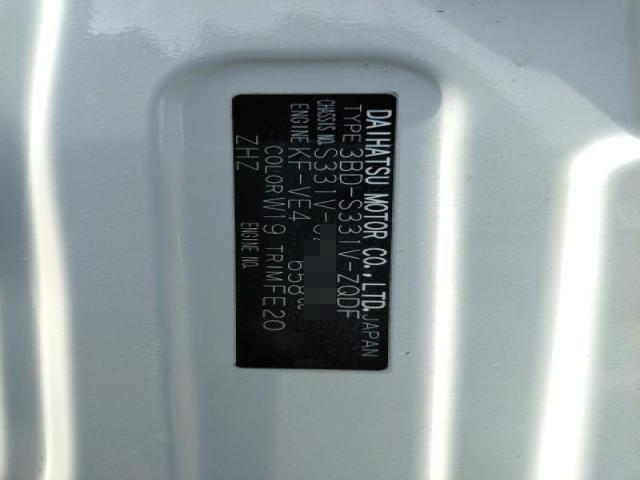 DAIHATSU MOTOR CO., LTD. JAPAN
TYPE 3BD-S331V-ZQDF
CHASSIS NO. S331V-
ENGINE KF-VE4 658
COLOR W19 TRIM FE20
ZHZ ENGINE NO.